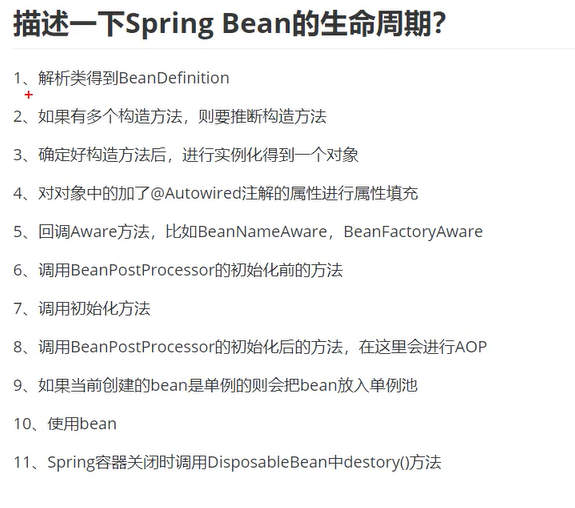 描述一下Spring Bean的生命周期？
1、解析类得到BeanDefinition
2、如果有多个构造方法，则要推断构造方法
3、确定好构造方法后，进行实例化得到一个对象
4、对对象中的加了@Autowired注解的属性进行属性填充
5、回调Aware方法，比如BeanNameAware，BeanFactoryAware
6、调用BeanPostProcessor的初始化前的方法
7、调用初始化方法
8、调用BeanPostProcessor的初始化后的方法，在这里会进行AOP
9、如果当前创建的bean是单例的则会把bean放入单例池
10、使用bean
11、Spring容器关闭时调用DisposableBean中destory()方法